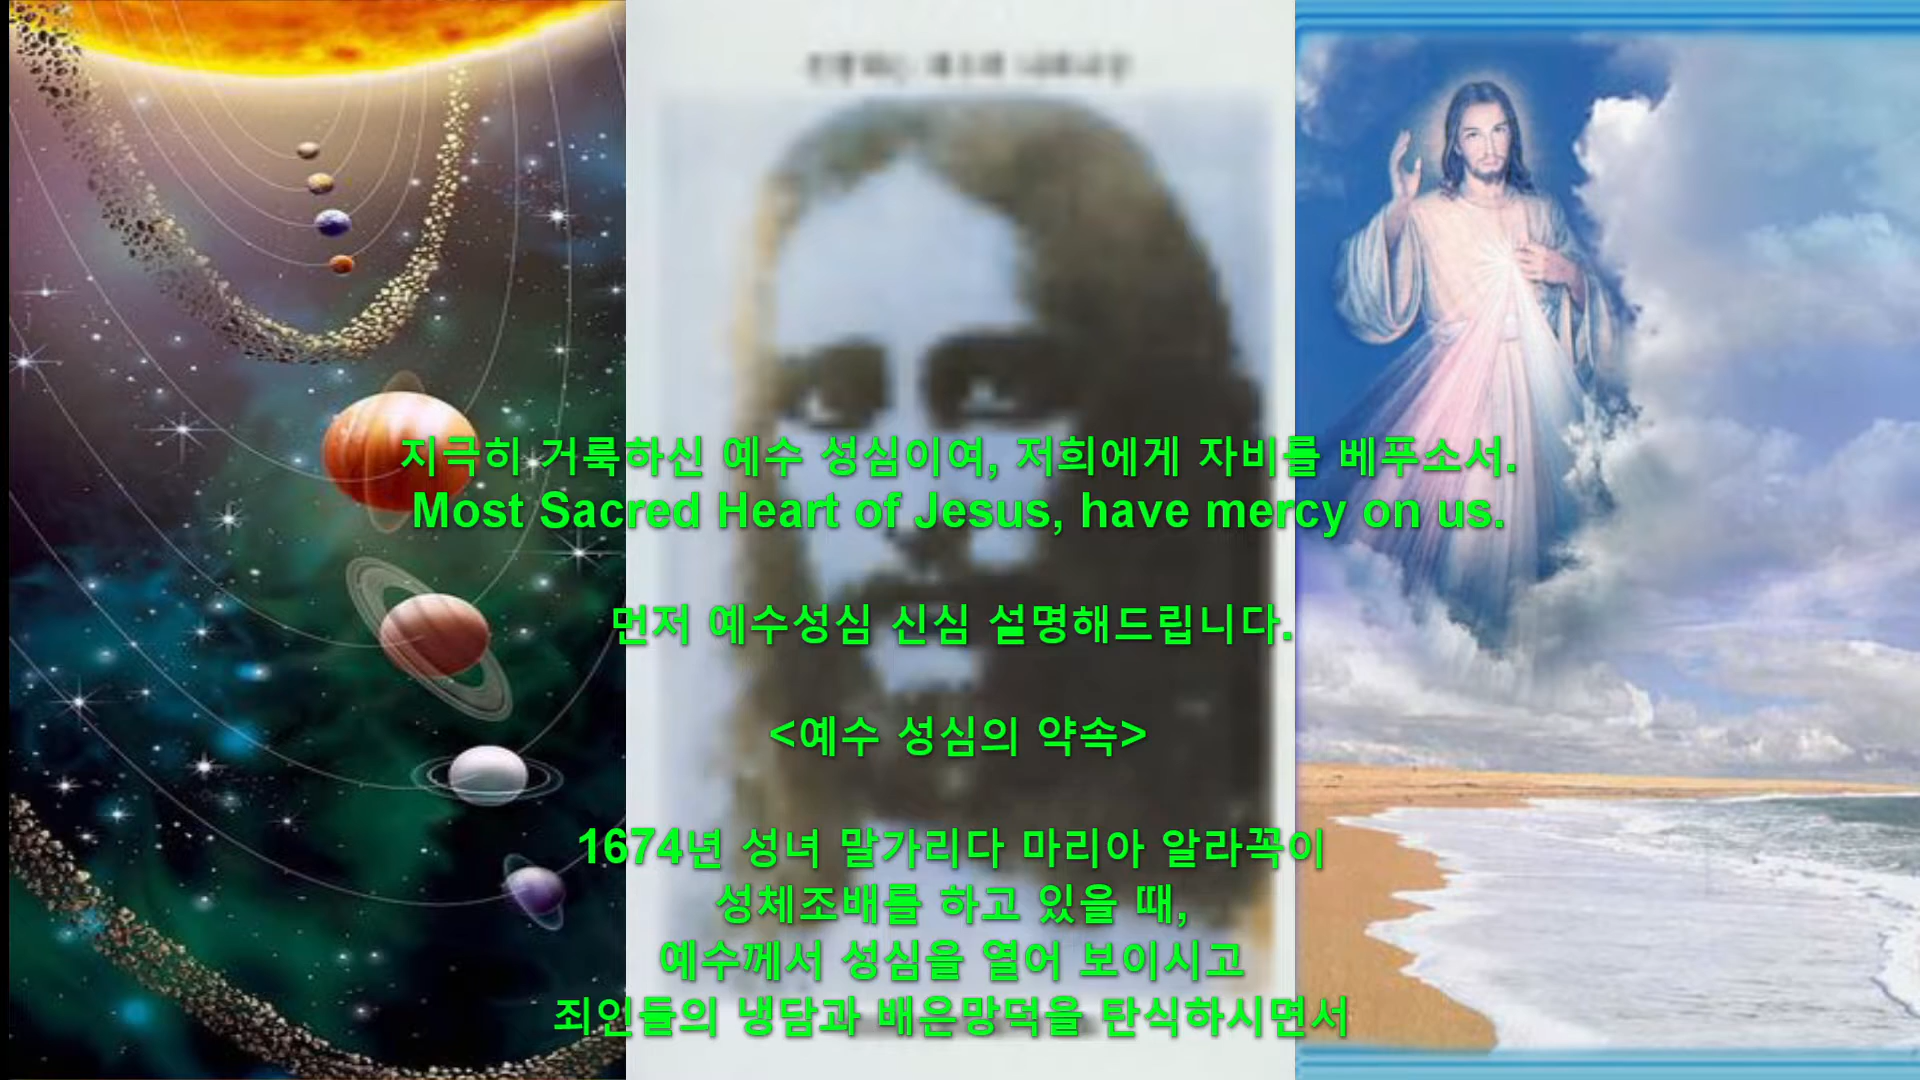 지극히 거룩하신 예수 성심이여, 저희에게 자비를 베푸소서.
Most Sacred Heart of Jesus, have mercy on us.
먼저 예수성심 신심 설명해드립니다.
<예수 성심의 약속>
1674년 성녀 말가리다 마리아 알라꼭이
성체조배를 하고 있을 때,
예수께서 성심을 열어 보이시고
죄인들의 냉담과 배은망덕을 탄식하시면서